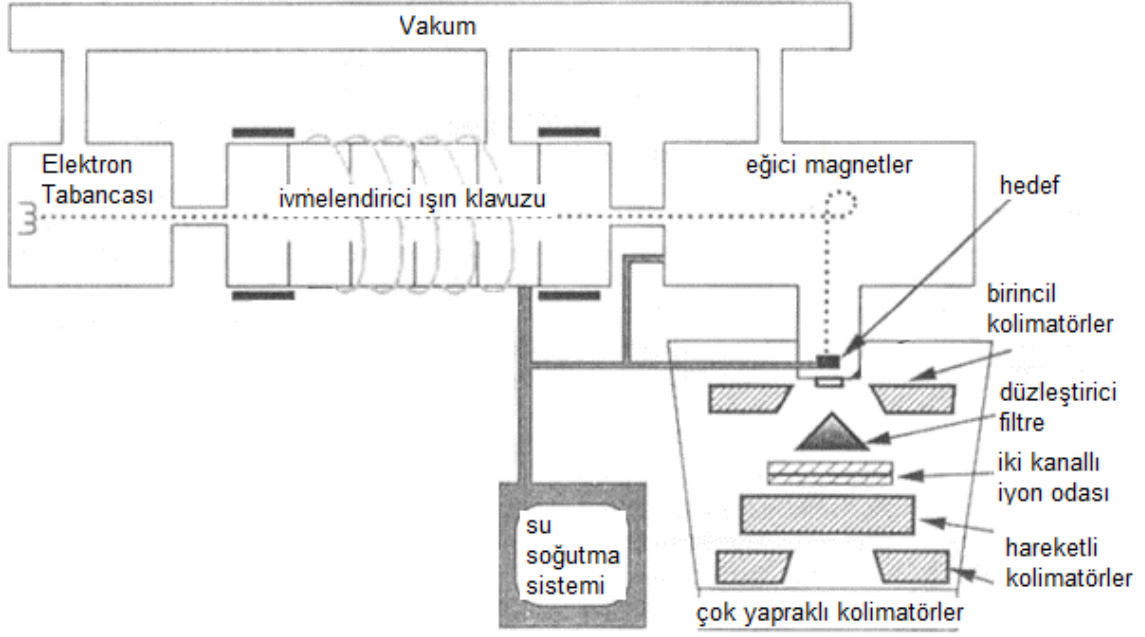 Vakum
Elektron
Tabancası
ivmelendirici ışın klavuzu
eğici magnetler
hedef
birincil
kolimatörler
düzleştirici
filtre
iki kanallı
iyon odası
hareketli
kolimatörler
su
soğutma
sistemi
çok yapraklı kolimatörler